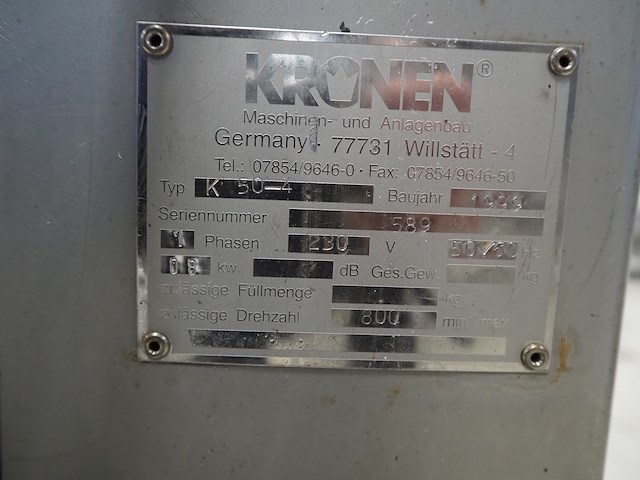 KRONEN®
Maschinen- und Anlagenbau
Germany · 77731 Willstätt - 4
Tel.: 07854/9646-0 · Fax: 07854/9646-50
Typ K 50-4 Baujahr 1999
Seriennummer 589
1 Phasen 230 V 50/60 Hz
0.8 kw dB Ges.Gew. kg
zulässige Füllmenge kg
zulässige Drehzahl 800 min max